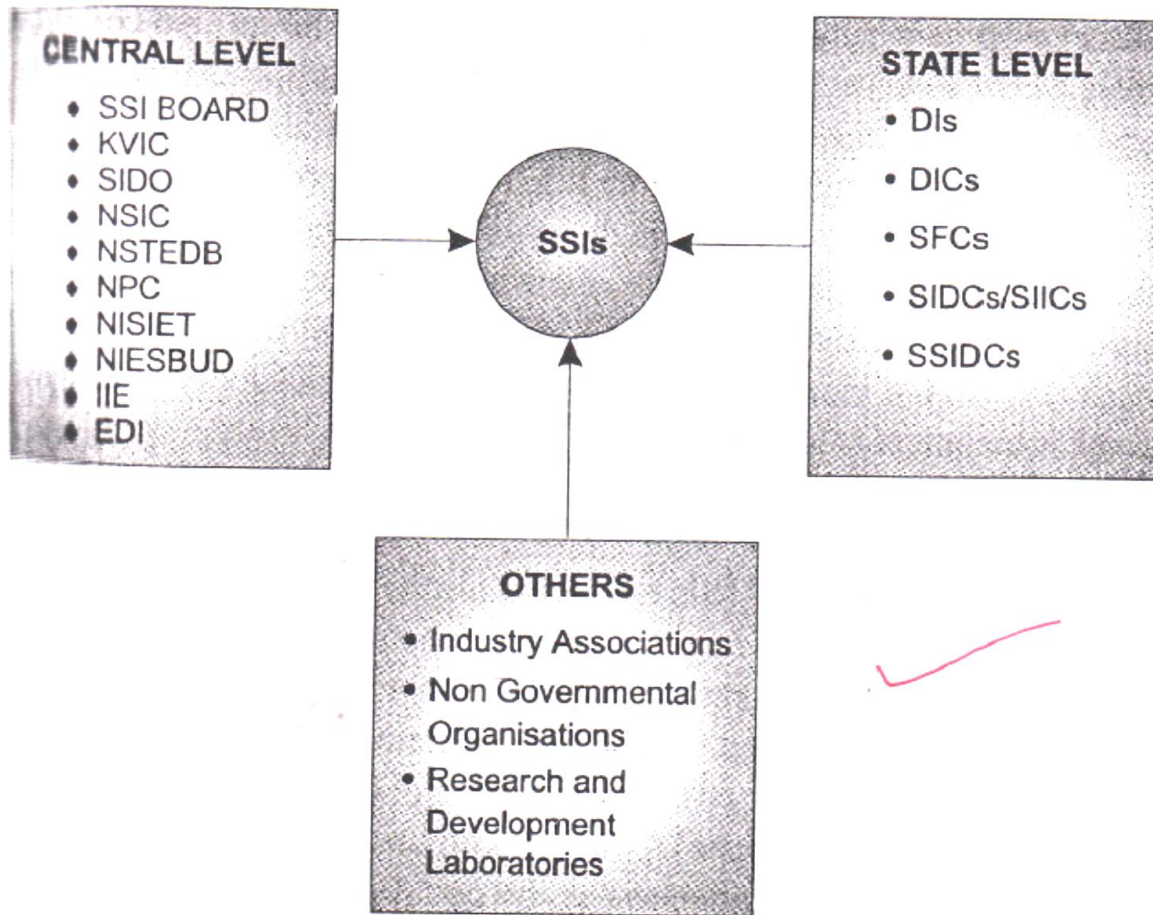 CENTRAL LEVEL
♦ SSI BOARD
♦ KVIC
♦ SIDO
♦ NSIC
♦ NSTEDB
♦ NPC
♦ NISIET
♦ NIESBUD
♦ IIE
♦ EDI
SSIs
STATE LEVEL
• DIs
• DICs
• SFCs
• SIDCs/SIICs
• SSIDCs
OTHERS
• Industry Associations
• Non Governmental
Organisations
• Research and
Development
Laboratories